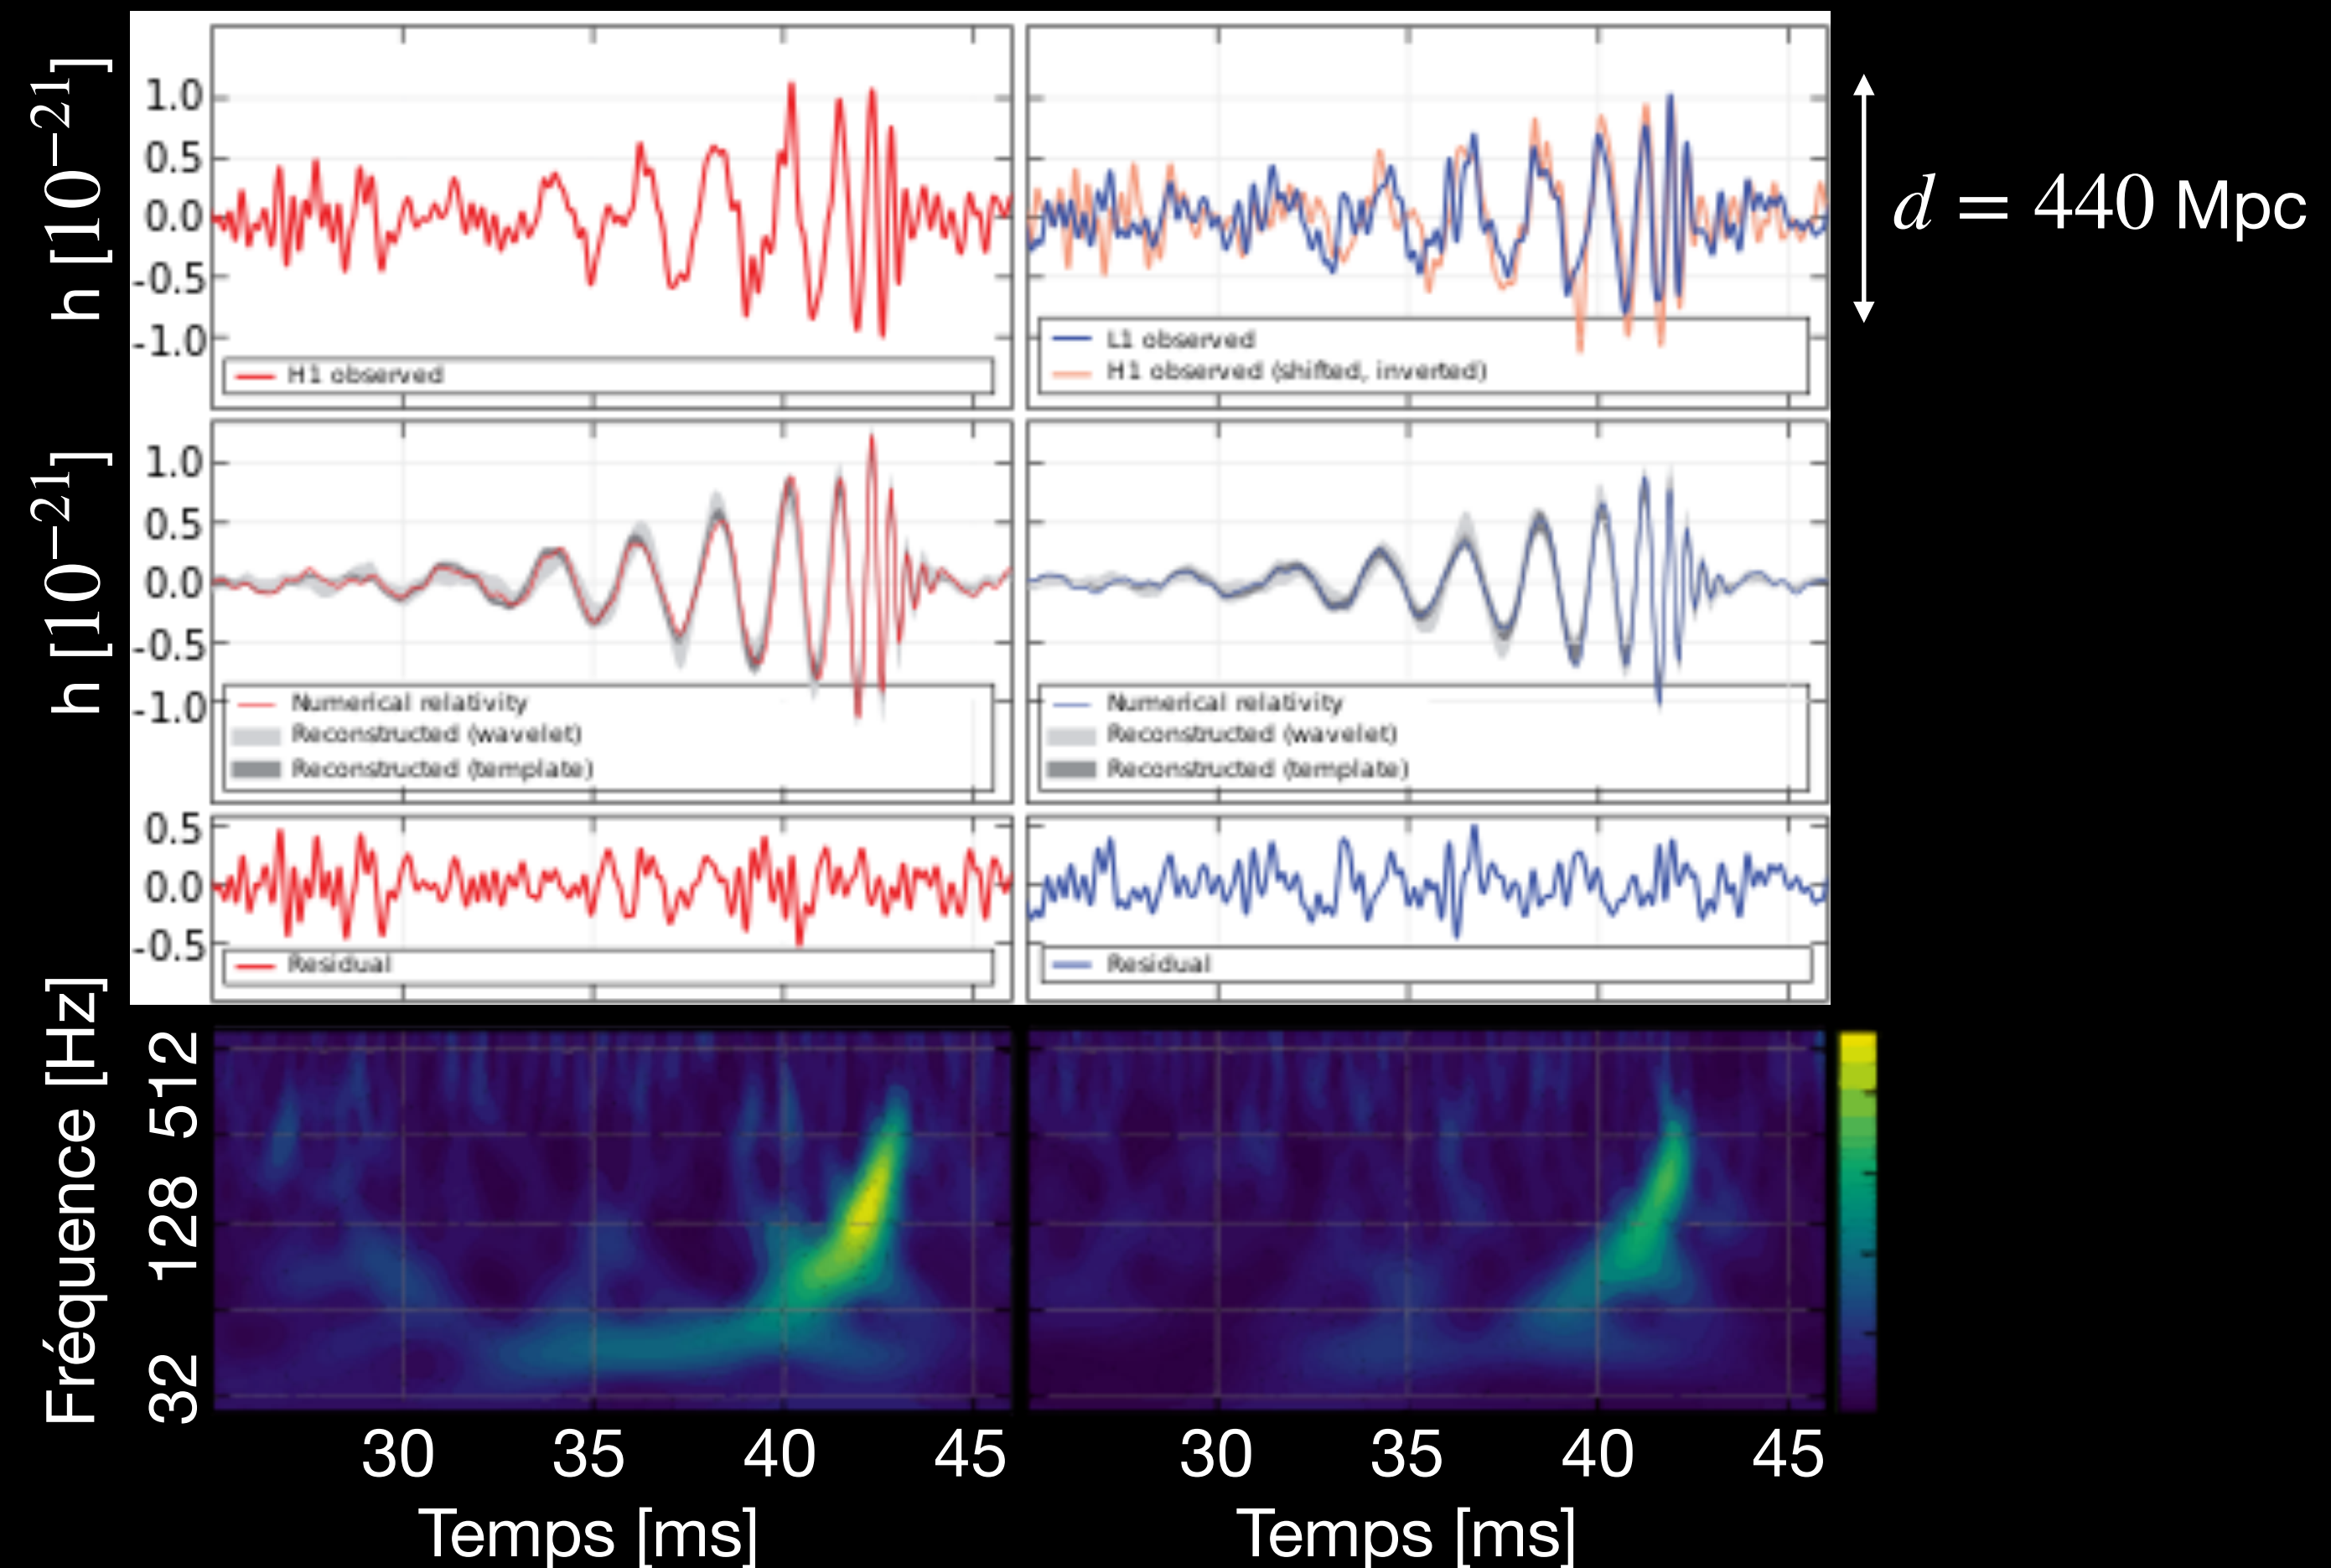 h [10⁻²¹]
1.0
0.5
0.0
-0.5
-1.0
H1 observed
L1 observed
H1 observed (shifted, inverted)
d = 440 Mpc
h [10⁻²¹]
1.0
0.5
0.0
-0.5
-1.0
Numerical relativity
Reconstructed (wavelet)
Reconstructed (template)
Numerical relativity
Reconstructed (wavelet)
Reconstructed (template)
0.5
0.0
-0.5
Residual
Residual
Fréquence [Hz]
512
128
32
30 35 40 45
30 35 40 45
Temps [ms]
Temps [ms]